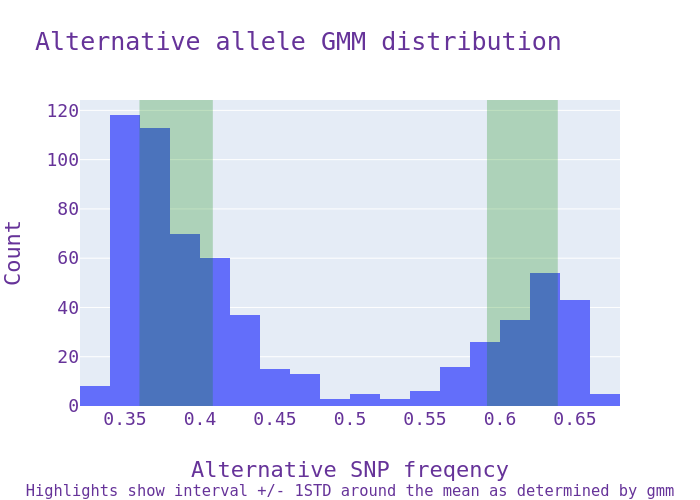 Alternative allele GMM distribution
120
100
80
60
40
20
0
Count
0.35 0.4 0.45 0.5 0.55 0.6 0.65
Alternative SNP freqency
Highlights show interval +/- 1STD around the mean as determined by gmm